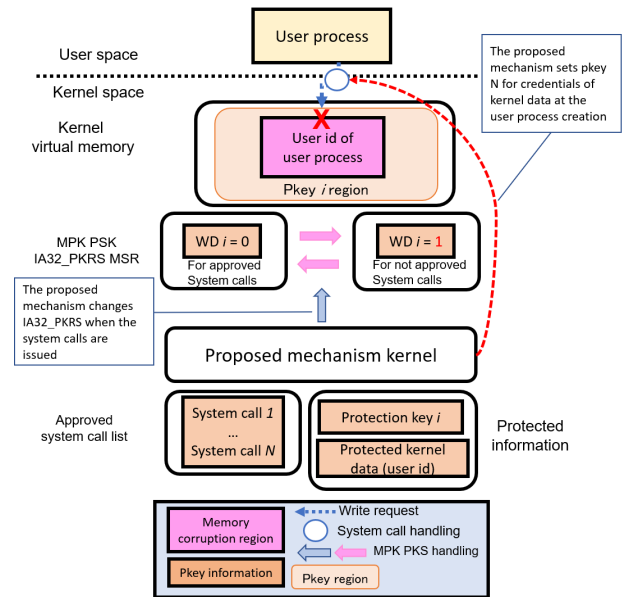 User process
User space
Kernel space
The proposed
mechanism sets pkey
N for credentials of
kernel data at the
user process creation
Kernel
virtual memory
X
User id of
user process
Pkey i region
MPK PSK
IA32_PKRS MSR
WD i = 0
For approved
System calls
WD i = 1
For not approved
System calls
The proposed
mechanism changes
IA32_PKRS when the
system calls are
issued
Proposed mechanism kernel
Approved
system call list
System call 1
...
System call N
Protection key i
Protected kernel
data (user id)
Protected
information
Memory
corruption region
Pkey information
Write request
System call handling
MPK PKS handling
Pkey region